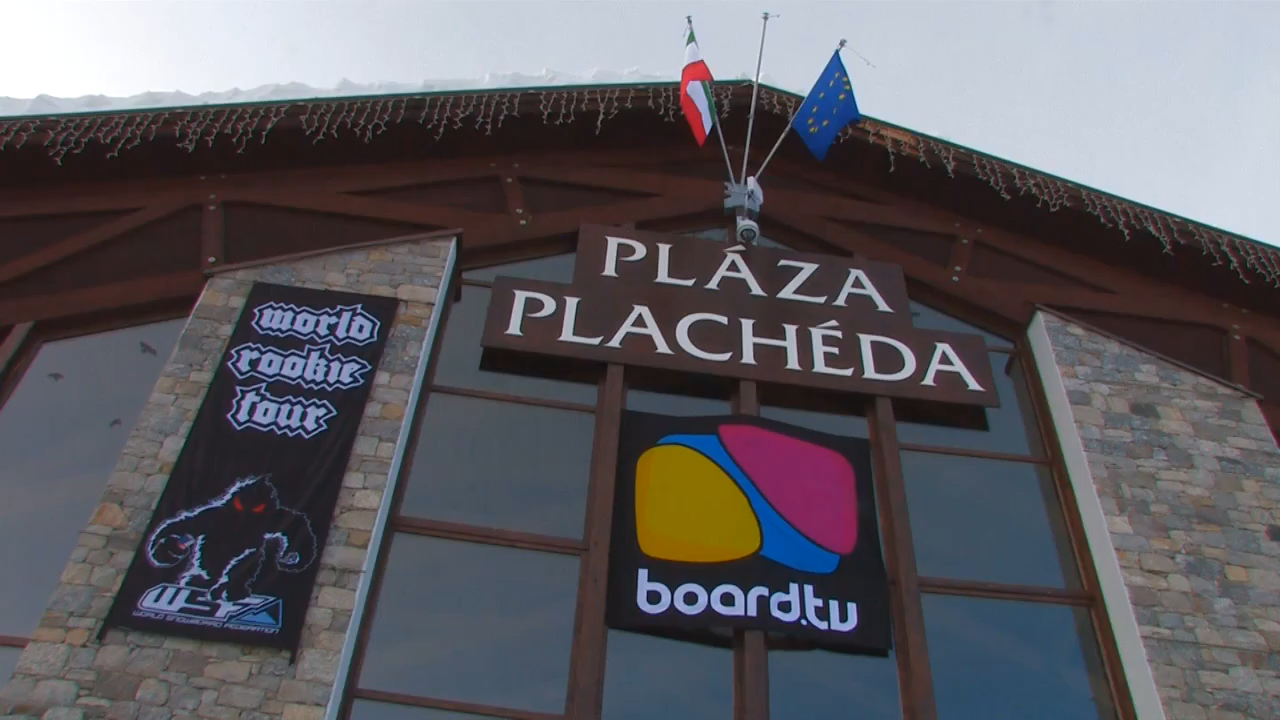 PLÁZA
PLACHÉDA
world
rookie
tour
WSF
WORLD SNOWBOARD FEDERATION
board.tv